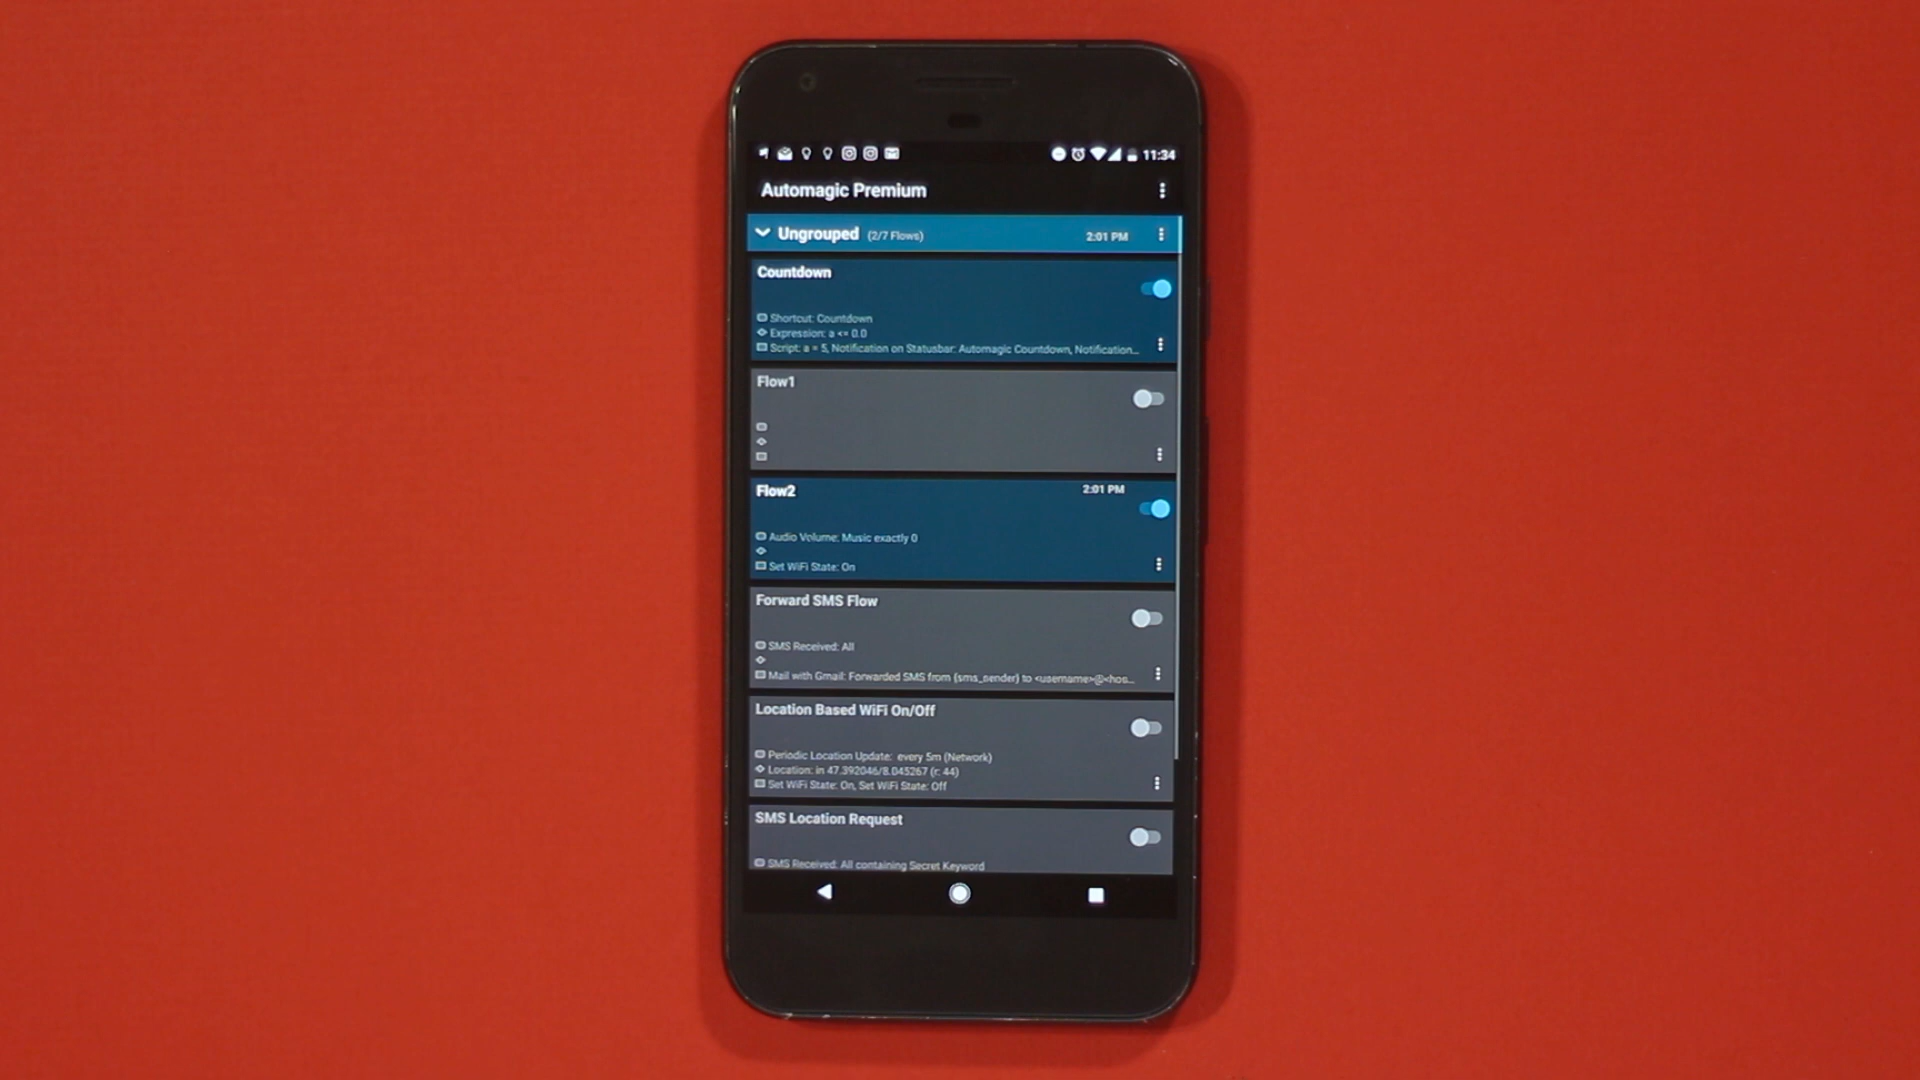 11:34
Automagic Premium
Ungrouped (2/7 Flows) 2:01 PM
Countdown
Shortcut: Countdown
Expression: a <= 0.0
Script: a = 5, Notification on Statusbar: Automagic Countdown, Notification...
Flow1
Flow2 2:01 PM
Audio Volume: Music exactly 0
Set WiFi State: On
Forward SMS Flow
SMS Received: All
Mail with Gmail: Forwarded SMS from {sms_sender} to <username>@<hos...
Location Based WiFi On/Off
Periodic Location Update: every 5m (Network)
Location: in 47.392046/8.045267 (r: 44)
Set WiFi State: On, Set WiFi State: Off
SMS Location Request
SMS Received: All containing Secret Keyword